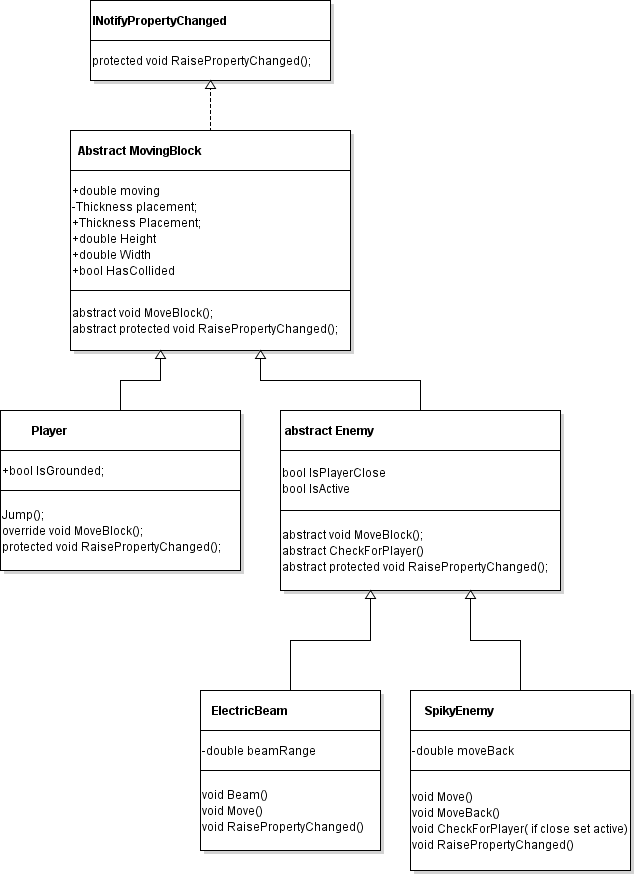 INotifyPropertyChanged
protected void RaisePropertyChanged();
Abstract MovingBlock
+double moving
-Thickness placement;
+Thickness Placement;
+double Height
+double Width
+bool HasCollided
abstract void MoveBlock();
abstract protected void RaisePropertyChanged();
Player
+bool IsGrounded;
Jump();
override void MoveBlock();
protected void RaisePropertyChanged();
abstract Enemy
bool IsPlayerClose
bool IsActive
abstract void MoveBlock();
abstract CheckForPlayer()
abstract protected void RaisePropertyChanged();
ElectricBeam
-double beamRange
void Beam()
void Move()
void RaisePropertyChanged()
SpikyEnemy
-double moveBack
void Move()
void MoveBack()
void CheckForPlayer( if close set active)
void RaisePropertyChanged()